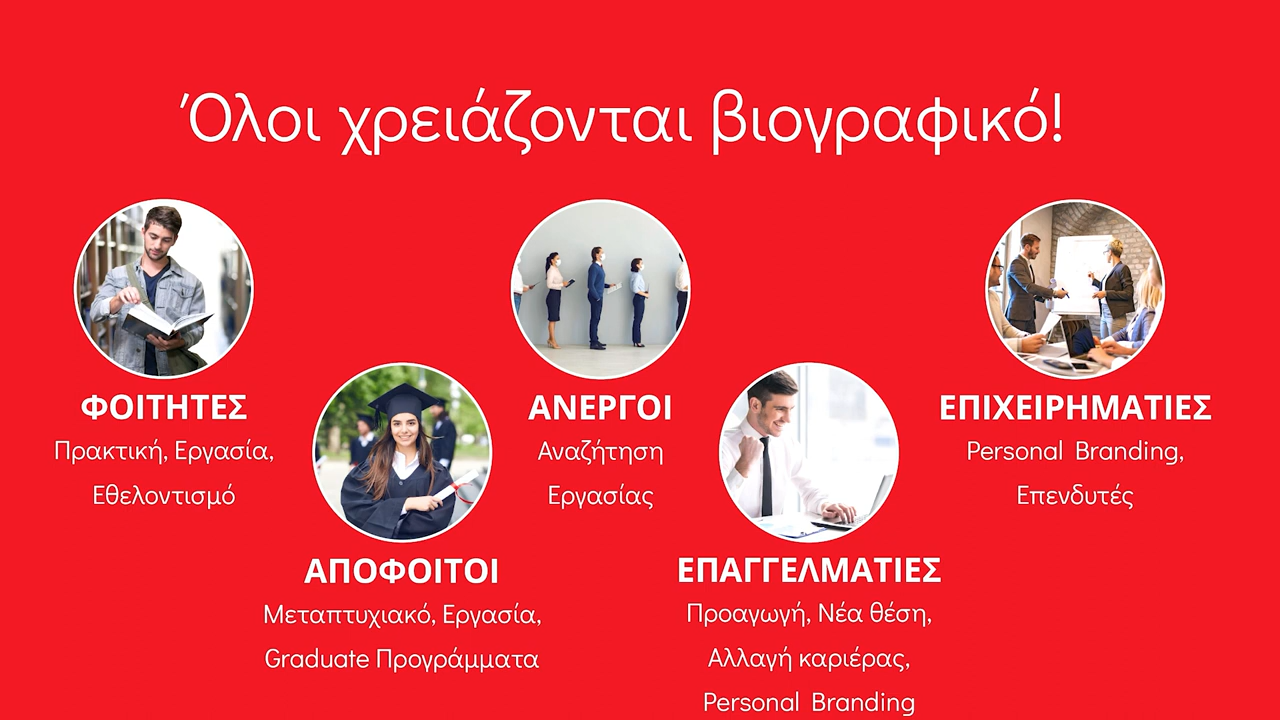 Όλοι χρειάζονται βιογραφικό!
ΦΟΙΤΗΤΕΣ
Πρακτική, Εργασία,
Εθελοντισμό
ΑΠΟΦΟΙΤΟΙ
Μεταπτυχιακό, Εργασία,
Graduate Προγράμματα
ΑΝΕΡΓΟΙ
Αναζήτηση
Εργασίας
ΕΠΑΓΓΕΛΜΑΤΙΕΣ
Προαγωγή, Νέα θέση,
Αλλαγή καριέρας,
Personal Branding
ΕΠΙΧΕΙΡΗΜΑΤΙΕΣ
Personal Branding,
Επενδυτές